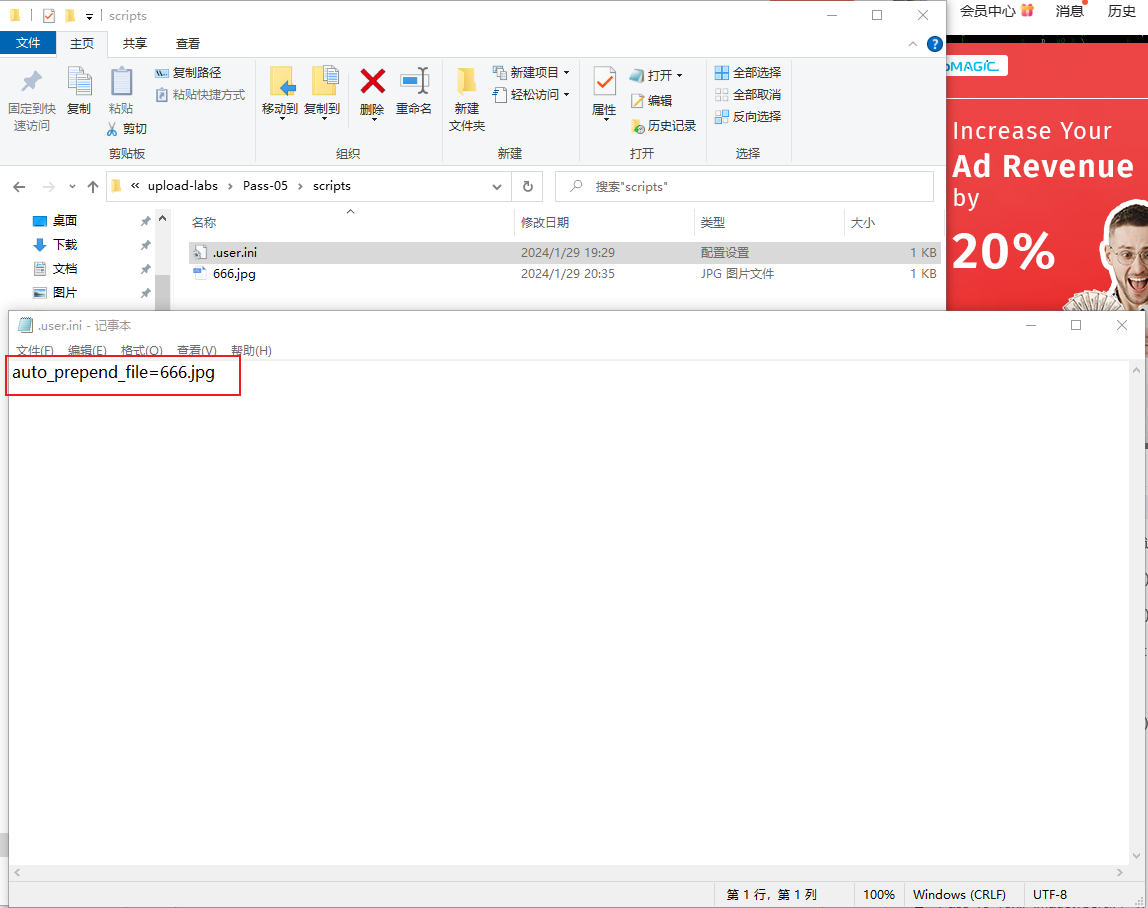 scripts
会员中心 消息 历史
文件 主页 共享 查看
固定到快速访问
复制
粘贴
复制路径
粘贴快捷方式
剪切
剪贴板
移动到 复制到 删除 重命名
组织
新建
文件夹
新建项目
轻松访问
新建
属性
打开
编辑
历史记录
打开
全部选择
全部取消
反向选择
选择
« upload-labs › Pass-05 › scripts
搜索"scripts"
桌面
下载
文档
图片
名称 修改日期 类型 大小
.user.ini 2024/1/29 19:29 配置设置 1 KB
666.jpg 2024/1/29 20:35 JPG 图片文件 1 KB
MAGIC
Increase Your
Ad Revenue
by
20%
.user.ini - 记事本
文件(F) 编辑(E) 格式(O) 查看(V) 帮助(H)
auto_prepend_file=666.jpg
第 1 行，第 1 列 100% Windows (CRLF) UTF-8